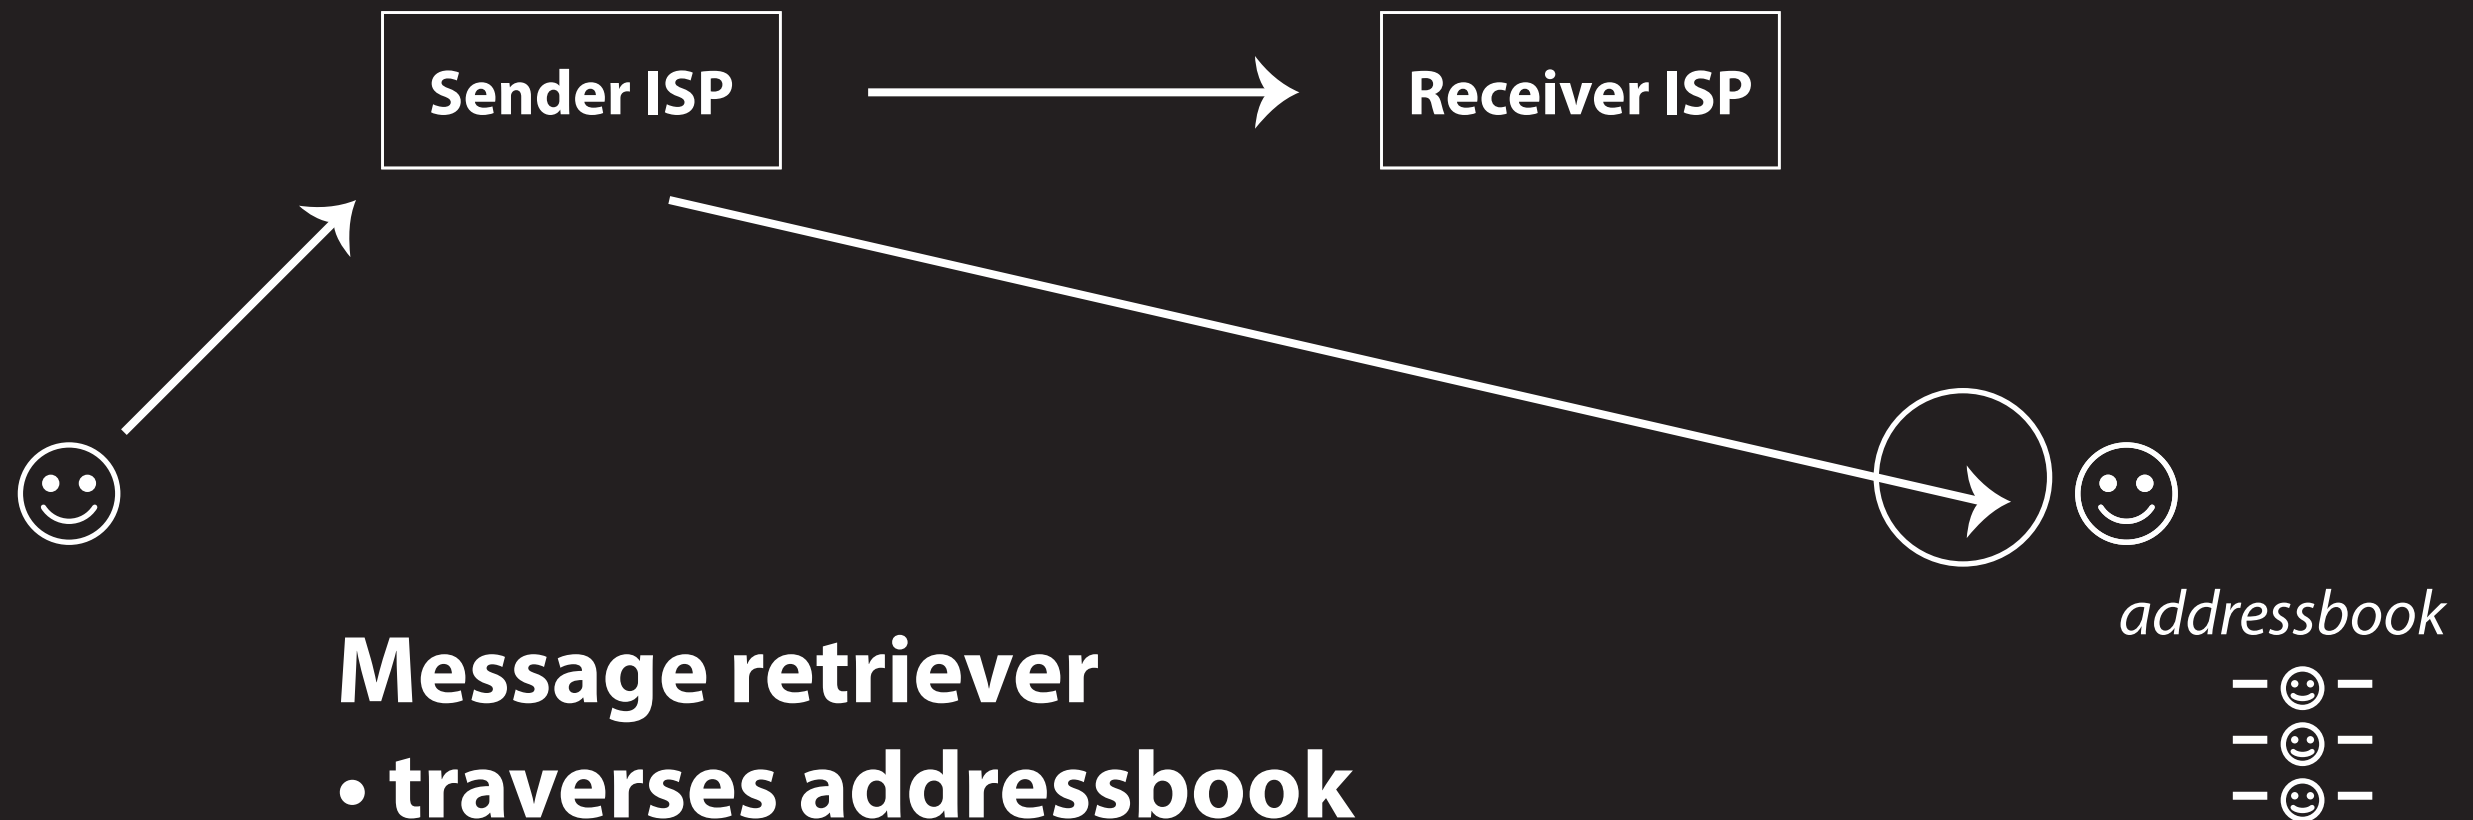 Sender ISP
Receiver ISP
addressbook
Message retriever
• traverses addressbook